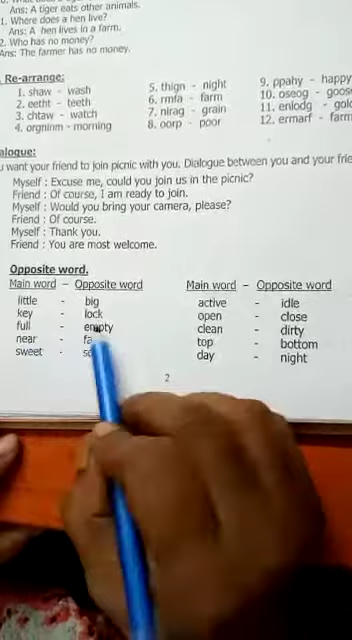 Ans: A tiger eats other animals.
1. Where does a hen live?
Ans: A hen lives in a farm.
2. Who has no money?
Ans: The farmer has no money.
Re-arrange:
1. shaw - wash
2. eetht - teeth
3. chtaw - watch
4. orgninm - morning
5. thign - night
6. rmfa - farm
7. nirag - grain
8. oorp - poor
9. ppahy - happy
10. oseog - goos
11. enlodg - gold
12. ermarf - farm
alogue:
u want your friend to join picnic with you. Dialogue between you and your frie
Myself : Excuse me, could you join us in the picnic?
Friend : Of course, I am ready to join.
Myself : Would you bring your camera, please?
Friend : Of course.
Myself : Thank you.
Friend : You are most welcome.
Opposite word.
Main word - Opposite word
little - big
key - lock
full - empty
near - fa
sweet - so
Main word - Opposite word
active - idle
open - close
clean - dirty
top - bottom
day - night
2